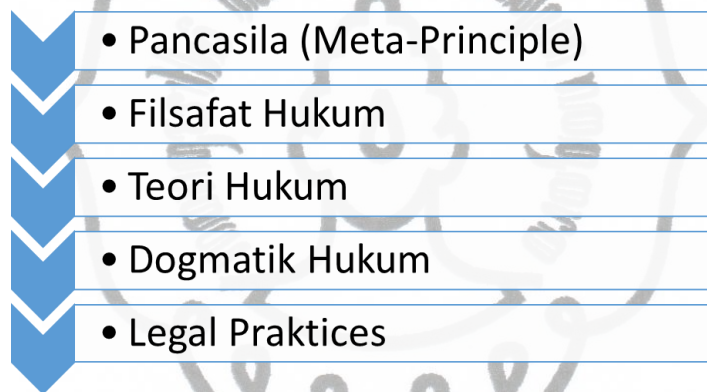 • Pancasila (Meta-Principle)
• Filsafat Hukum
• Teori Hukum
• Dogmatik Hukum
• Legal Praktices